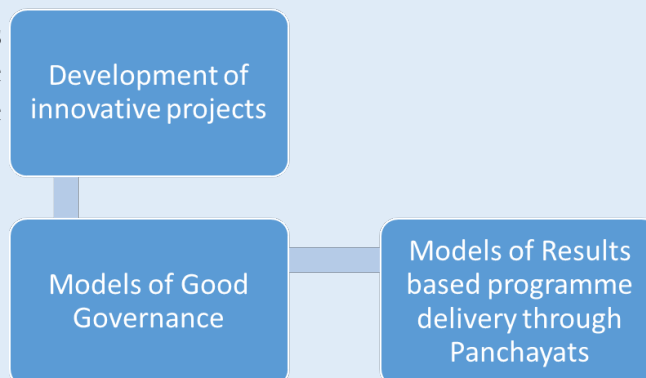 Development of
innovative projects
Models of Good
Governance
Models of Results
based programme
delivery through
Panchayats